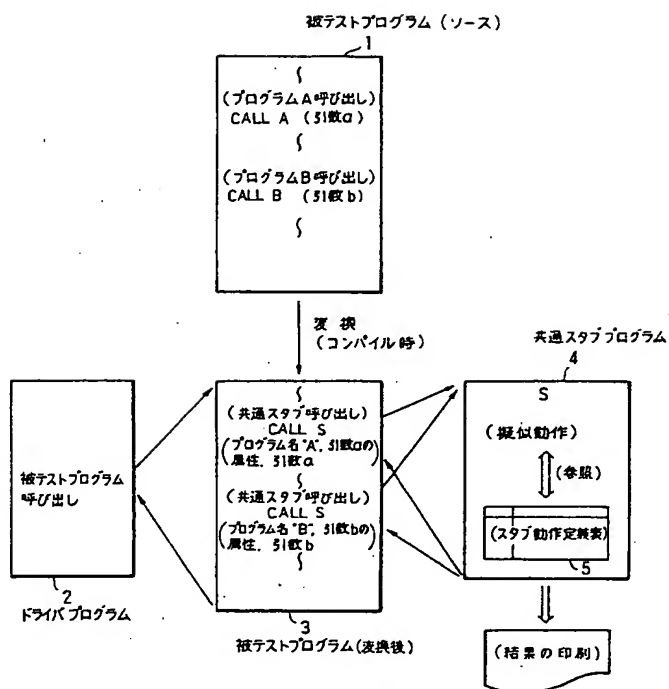 被テストプログラム (ソース)
1
(プログラムA呼び出し)
CALL A (引数a)
(プログラムB呼び出し)
CALL B (引数b)
変換
(コンパイル時)
共通スタブプログラム
4
S
(擬似動作)
(参照)
(スタブ動作定義表)
5
(結果の印刷)
(共通スタブ呼び出し)
CALL S
(プログラム名"A", 引数aの
属性, 引数a)
(共通スタブ呼び出し)
CALL S
(プログラム名"B", 引数bの
属性, 引数b)
3
被テストプログラム(変換後)
被テストプログラム
呼び出し
2
ドライバプログラム